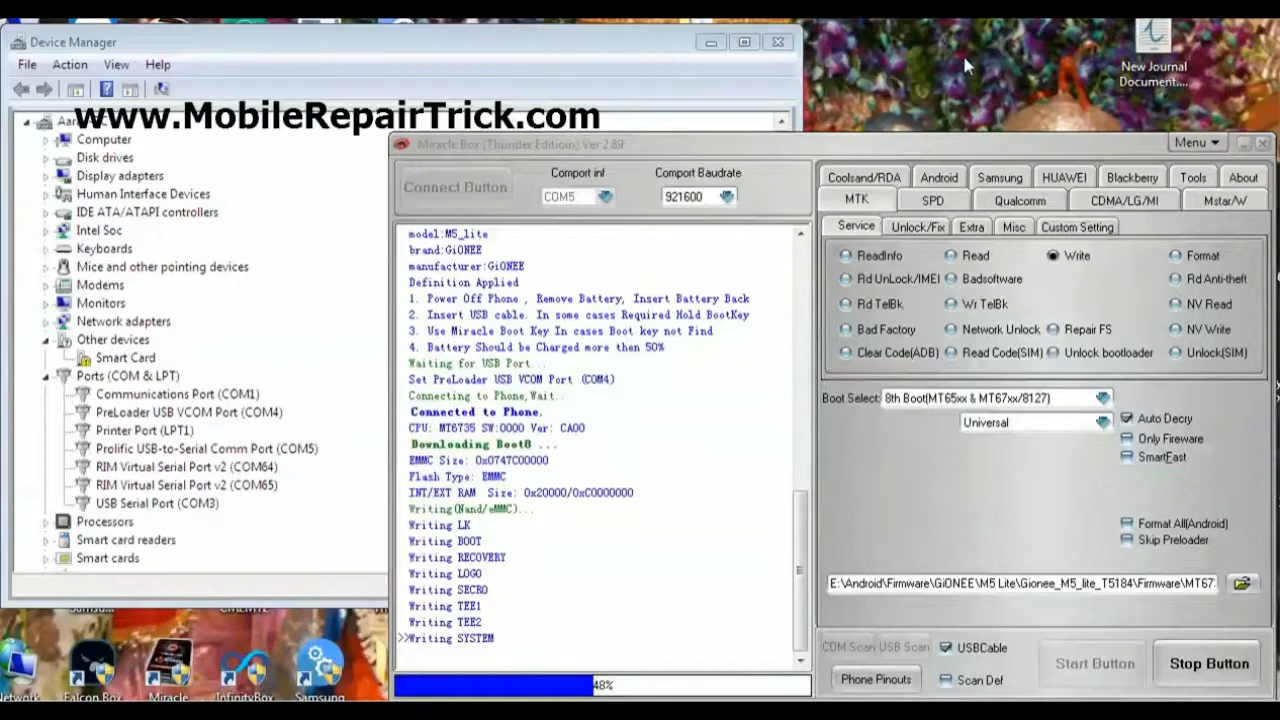 Device Manager
File Action View Help
www.MobileRepairTrick.com
Computer
Disk drives
Display adapters
Human Interface Devices
IDE ATA/ATAPI controllers
Intel Soc
Keyboards
Mice and other pointing devices
Modems
Monitors
Network adapters
Other devices
Smart Card
Ports (COM & LPT)
Communications Port (COM1)
PreLoader USB VCOM Port (COM4)
Printer Port (LPT1)
Prolific USB-to-Serial Comm Port (COM5)
RIM Virtual Serial Port v2 (COM64)
RIM Virtual Serial Port v2 (COM65)
USB Serial Port (COM3)
Processors
Smart card readers
Smart cards
New Journal
Document....
Miracle Box (Thunder Editioin) Ver 2.89
Menu
Connect Button
Comport inf
COM5
Comport Baudrate
921600
model:M5_lite
brand:GiONEE
manufacturer:GiONEE
Definition Applied
1. Power Off Phone , Remove Battery, Insert Battery Back
2. Insert USB cable. In some cases Required Hold BootKey
3. Use Miracle Boot Key In cases Boot key not Find
4. Battery Should be Charged more then 50%
Waiting for USB Port...
Set PreLoader USB VCOM Port (COM4)
Connecting to Phone,Wait..
Connected to Phone.
CPU: MT6735 SW:0000 Ver: CA00
Downloading Boot8 ...
EMMC Size: 0x0747C00000
Flash Type: EMMC
INT/EXT RAM Size: 0x20000/0xC0000000
Writing(Nand/eMMC)...
Writing LK
Writing BOOT
Writing RECOVERY
Writing LOGO
Writing SECRO
Writing TEE1
Writing TEE2
>>Writing SYSTEM
48%
Coolsand/RDA Android Samsung HUAWEI Blackberry Tools About
MTK SPD Qualcomm CDMA/LG/MI Mstar/W
Service Unlock/Fix Extra Misc Custom Setting
ReadInfo Read Write Format
Rd UnLock/IMEI Badsoftware Rd Anti-theft
Rd TelBk Wr TelBk NV Read
Bad Factory Network Unlock Repair FS NV Write
Clear Code(ADB) Read Code(SIM) Unlock bootloader Unlock(SIM)
Boot Select: 8th Boot(MT65xx & MT67xx/8127)
Universal
Auto Decry
Only Fireware
SmartEast
Format All(Android)
Skip Preloader
E:\Android\Firmware\GiONEE\M5 Lite\Gionee_M5_lite_T5184\Firmware\MT67:
COM Scan USB Scan USBCable
Start Button Stop Button
Phone Pinouts Scan Def
Falcon Box Miracle InfinityBox Samsung